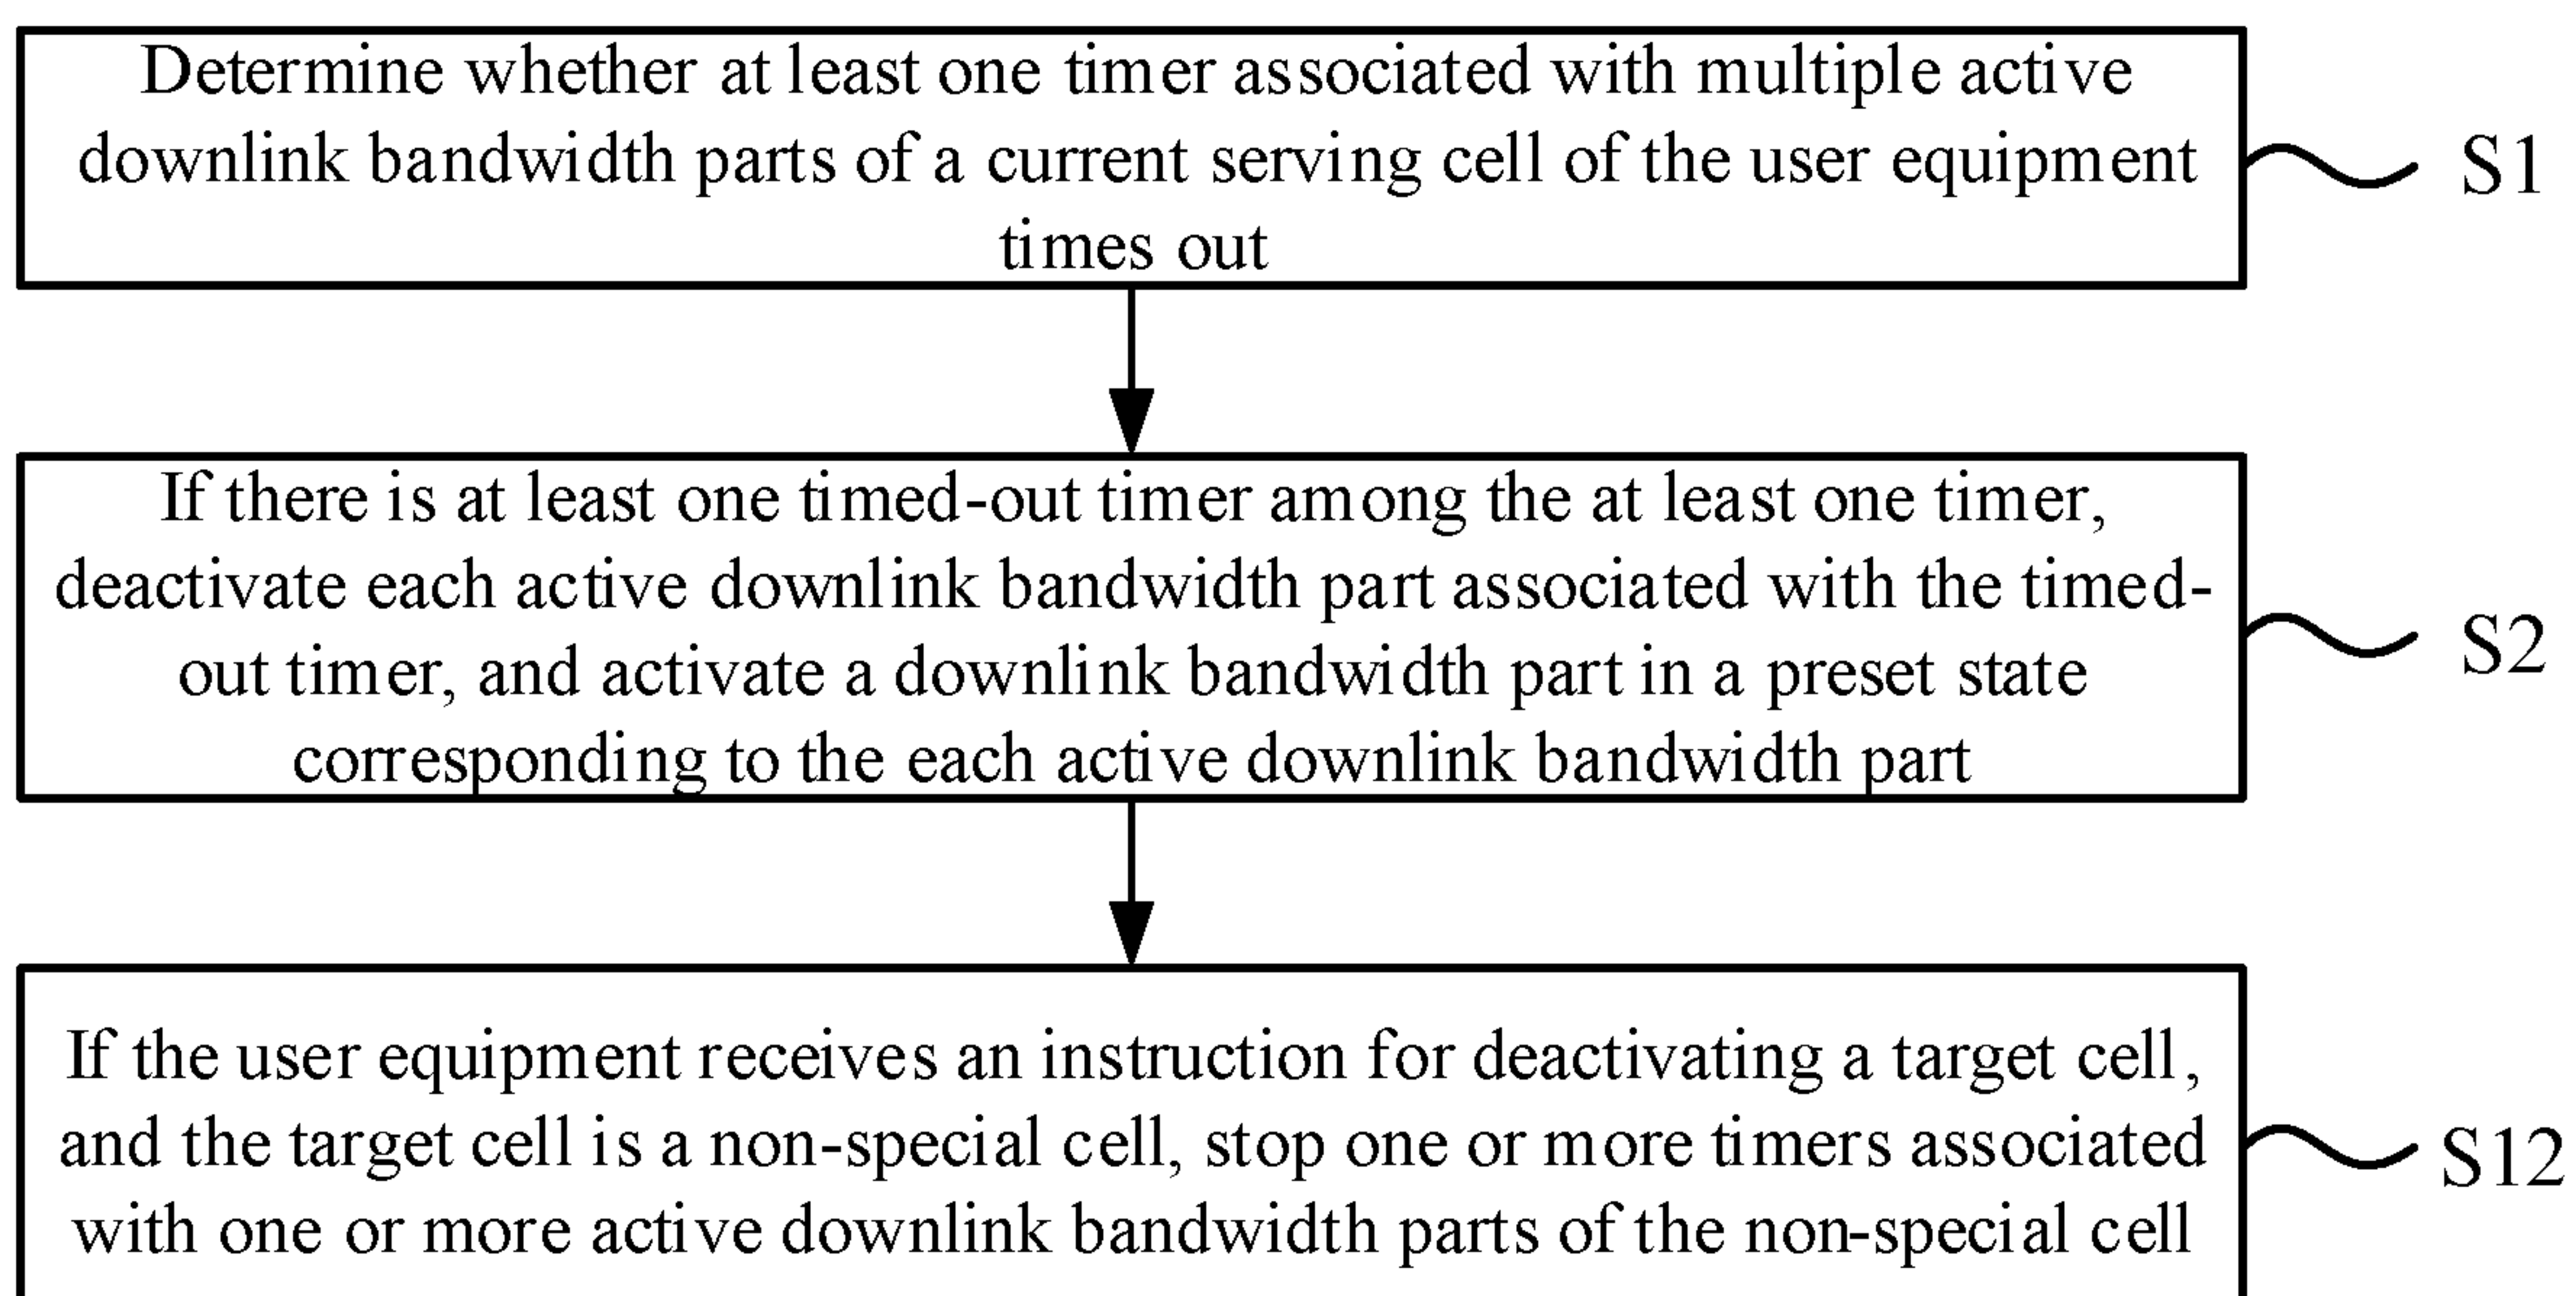 Determine whether at least one timer associated with multiple active
downlink bandwidth parts of a current serving cell of the user equipment
times out
S1
If there is at least one timed-out timer among the at least one timer,
deactivate each active downlink bandwidth part associated with the timed-
out timer, and activate a downlink bandwidth part in a preset state
corresponding to the each active downlink bandwidth part
S2
If the user equipment receives an instruction for deactivating a target cell,
and the target cell is a non-special cell, stop one or more timers associated
with one or more active downlink bandwidth parts of the non-special cell
S12